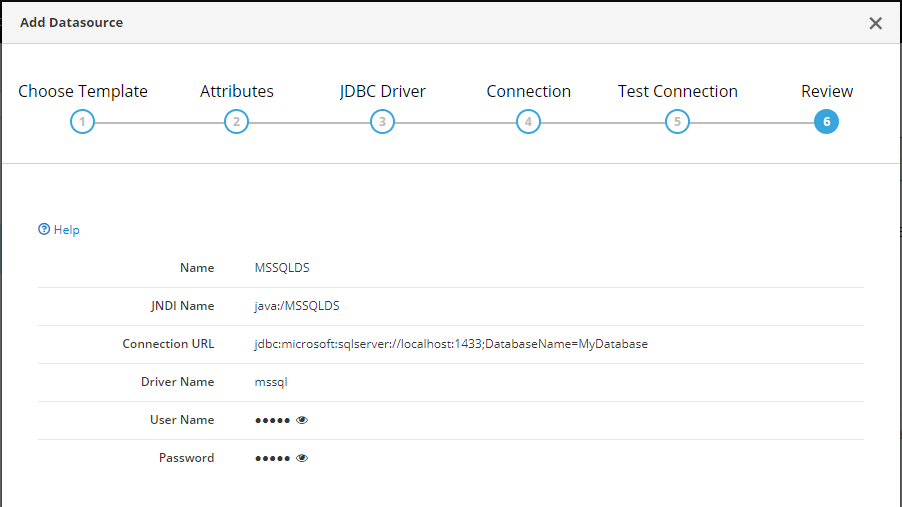 Add Datasource
Choose Template Attributes JDBC Driver Connection Test Connection Review
1 2 3 4 5 6
Help
Name MSSQLDS
JNDI Name java:/MSSQLDS
Connection URL jdbc:microsoft:sqlserver://localhost:1433;DatabaseName=MyDatabase
Driver Name mssql
User Name •••••
Password •••••